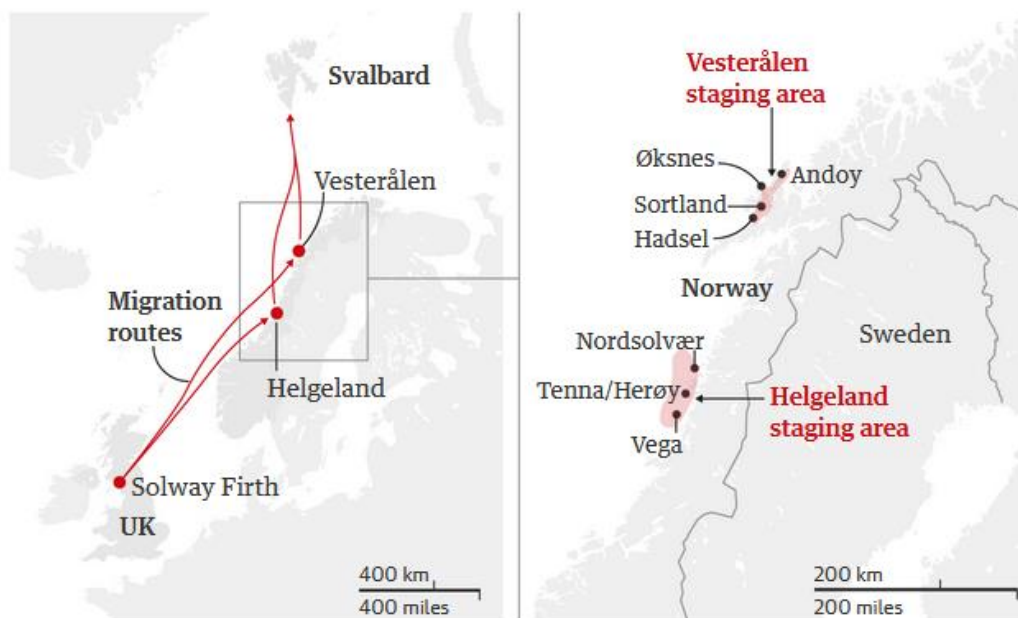 Svalbard
Vesterålen
Migration
routes
Helgeland
Solway Firth
UK
400 km
400 miles
Vesterålen
staging area
Øksnes
Andoy
Sortland
Hadsel
Norway
Sweden
Nordsolvær
Tenna/Herøy
Helgeland
staging area
Vega
200 km
200 miles